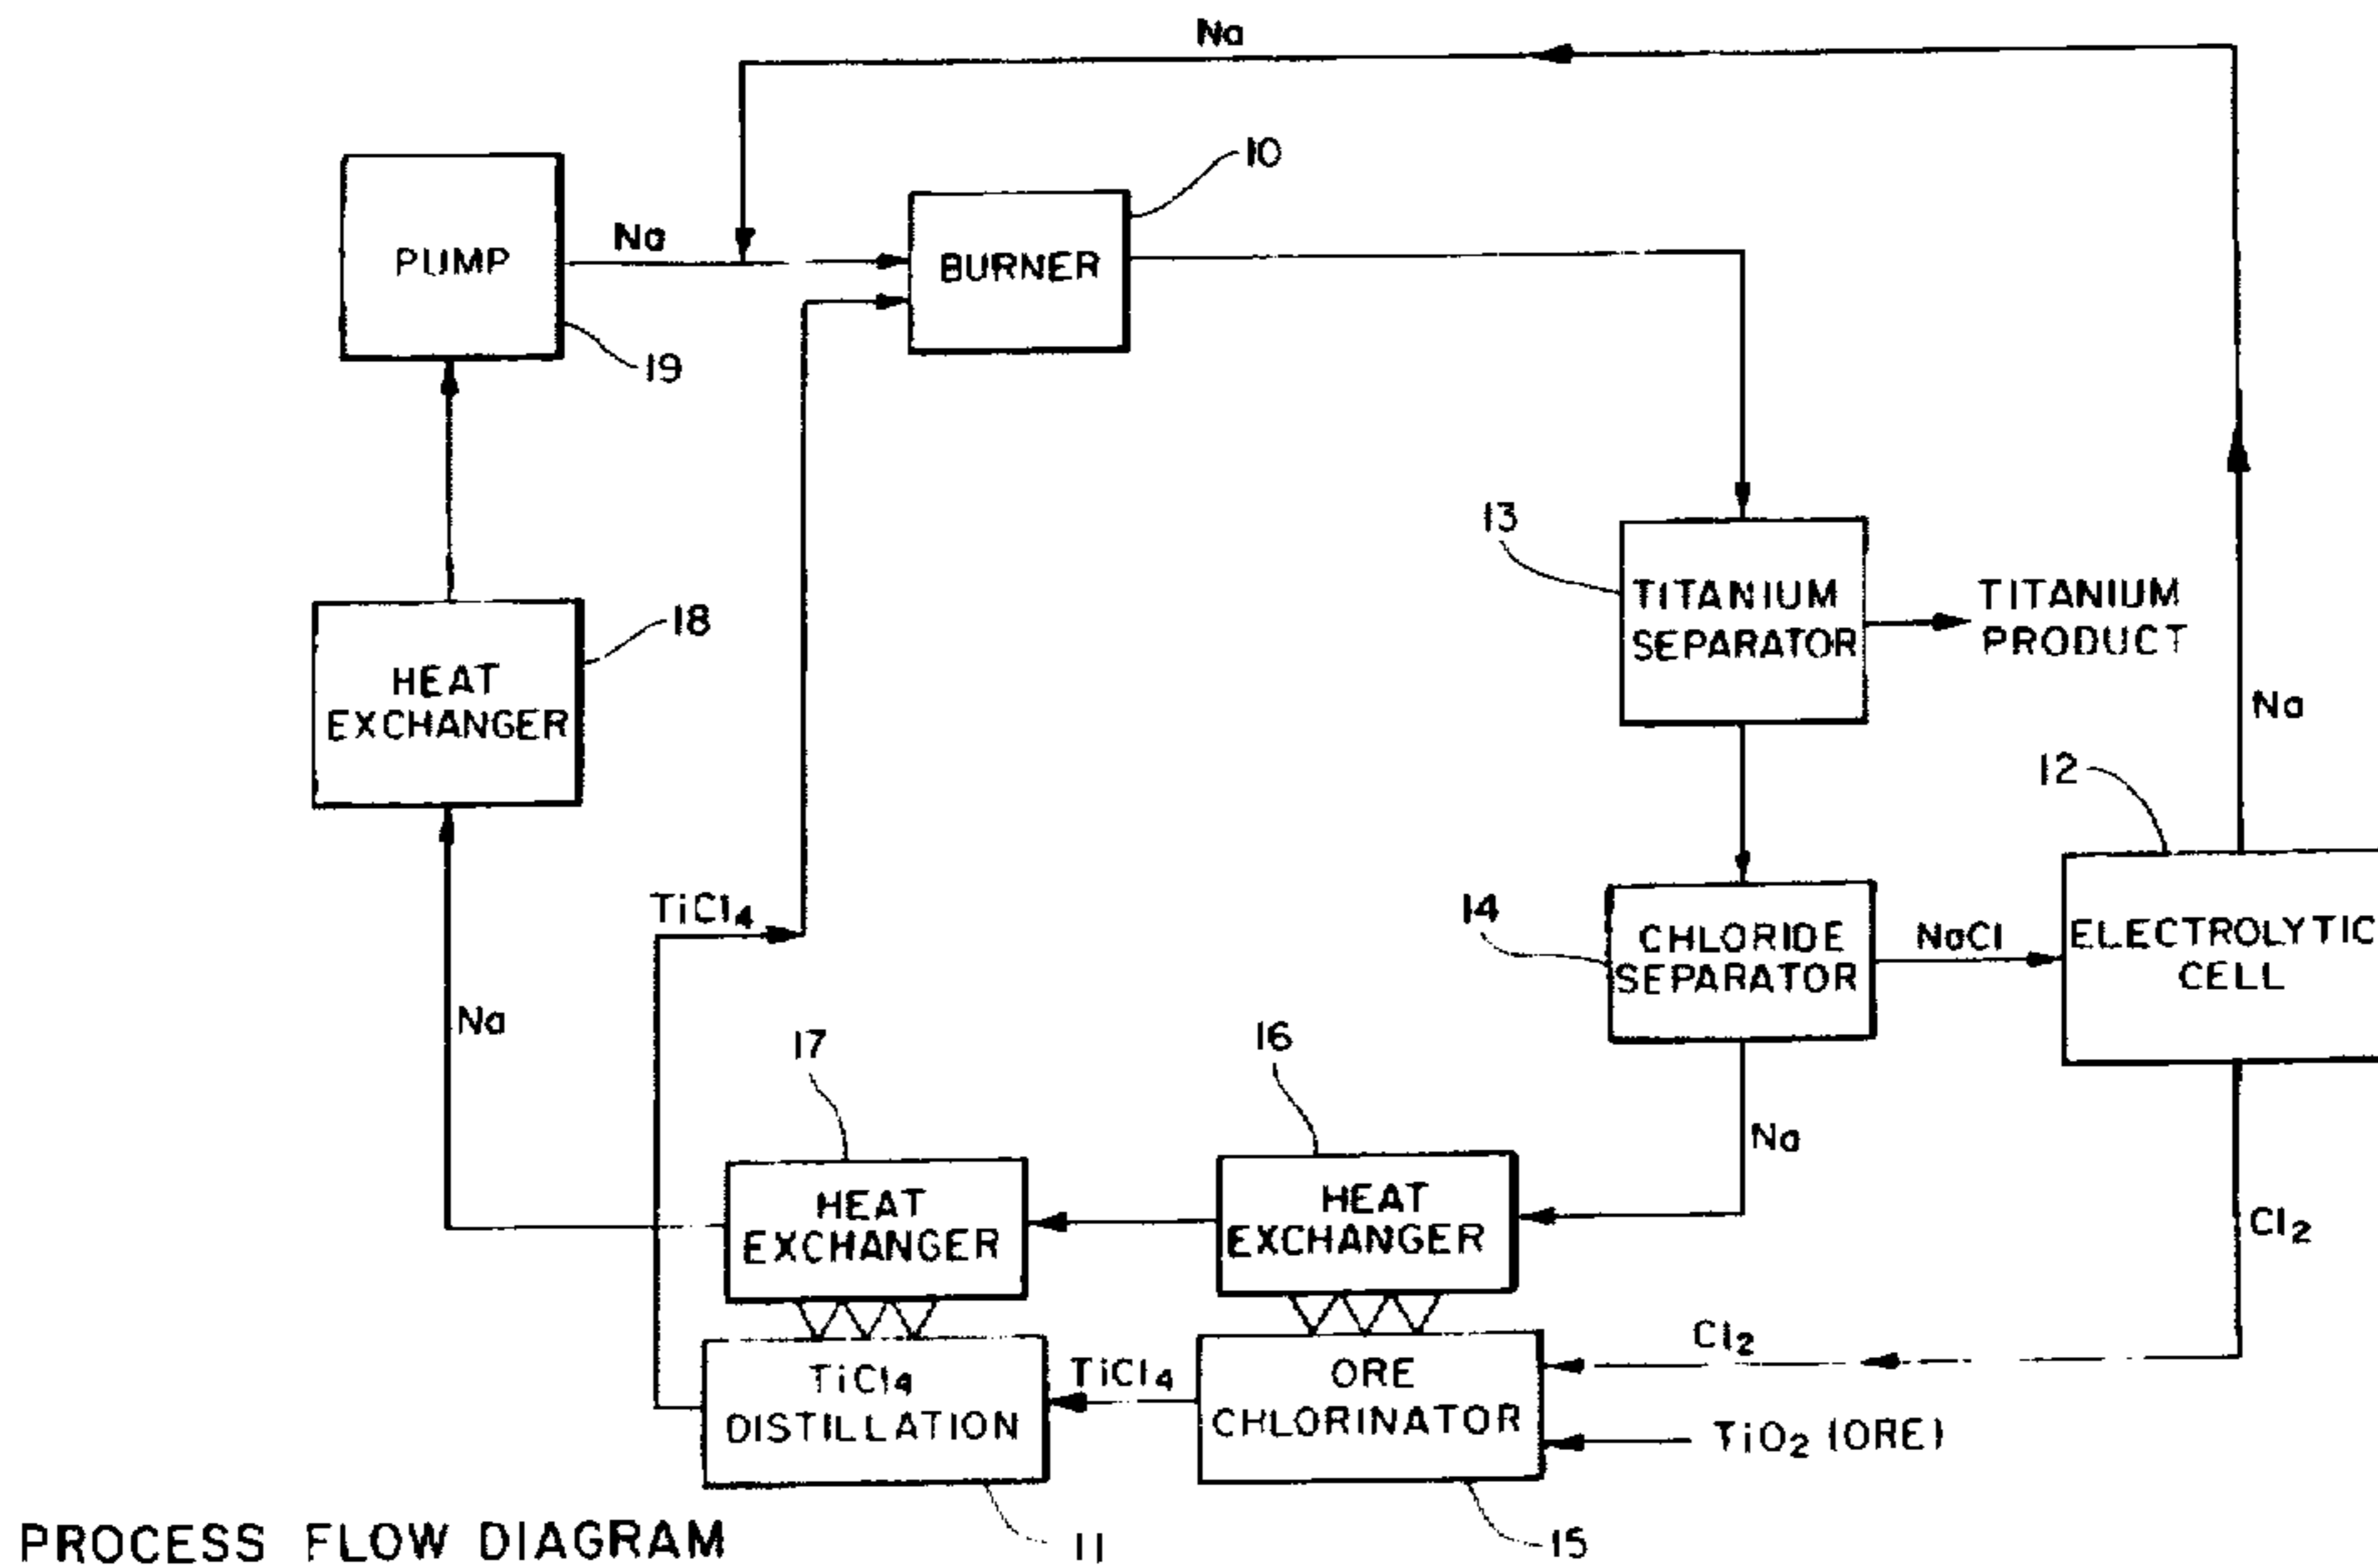 Na
10
PUMP
Na
BURNER
19
13
TITANIUM
SEPARATOR
TITANIUM
PRODUCT
18
HEAT
EXCHANGER
Na
12
TiCl4
14
CHLORIDE
SEPARATOR
NaCl
ELECTROLYTIC
CELL
Na
17
16
Na
HEAT
EXCHANGER
HEAT
EXCHANGER
Cl2
TiCl4
DISTILLATION
TiCl4
ORE
CHLORINATOR
Cl2
TiO2 (ORE)
PROCESS FLOW DIAGRAM
11
15